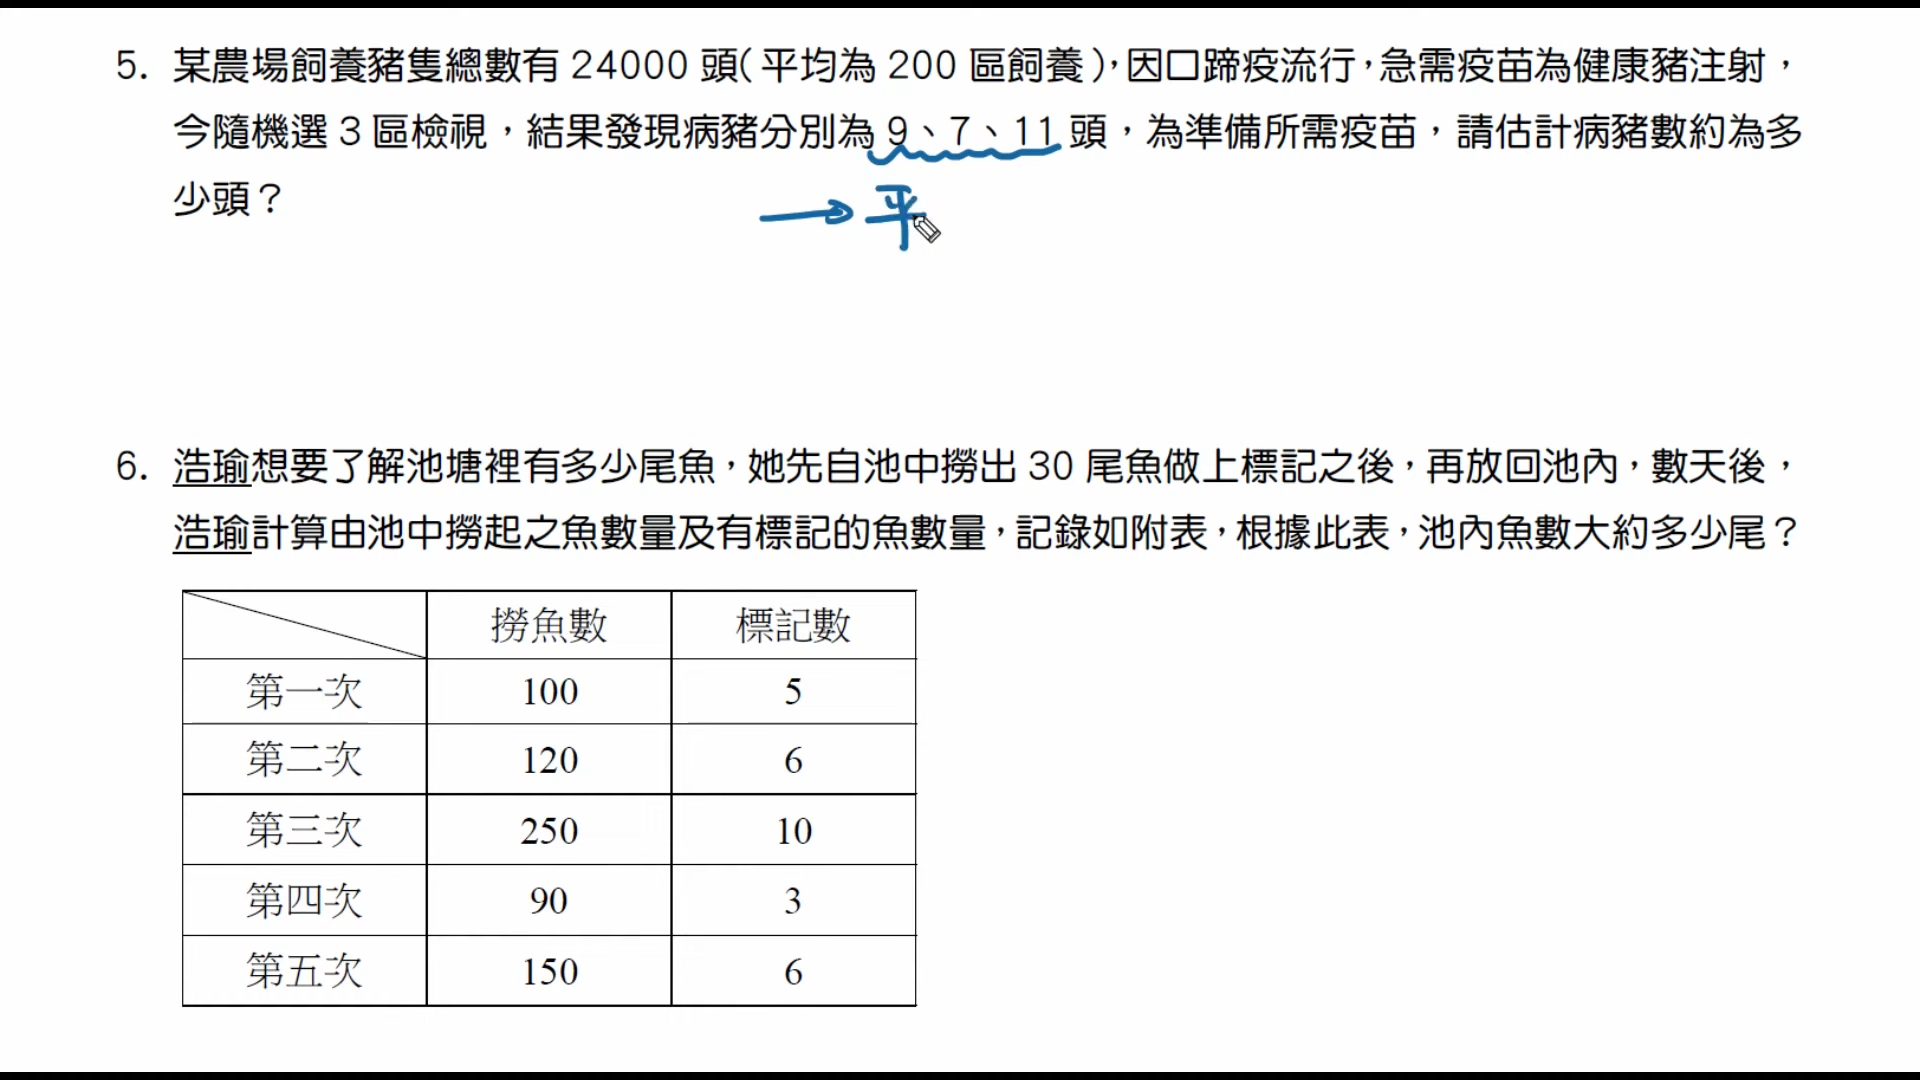 5. 某農場飼養豬隻總數有 24000 頭(平均為 200 區飼養),因口蹄疫流行,急需疫苗為健康豬注射,
今隨機選 3 區檢視,結果發現病豬分別為 9、7、11 頭,為準備所需疫苗,請估計病豬數約為多
少頭?
→平
6. 浩瑜想要了解池塘裡有多少尾魚,她先自池中撈出 30 尾魚做上標記之後,再放回池內,數天後,
浩瑜計算由池中撈起之魚數量及有標記的魚數量,記錄如附表,根據此表,池內魚數大約多少尾?
撈魚數 標記數
第一次 100 5
第二次 120 6
第三次 250 10
第四次 90 3
第五次 150 6